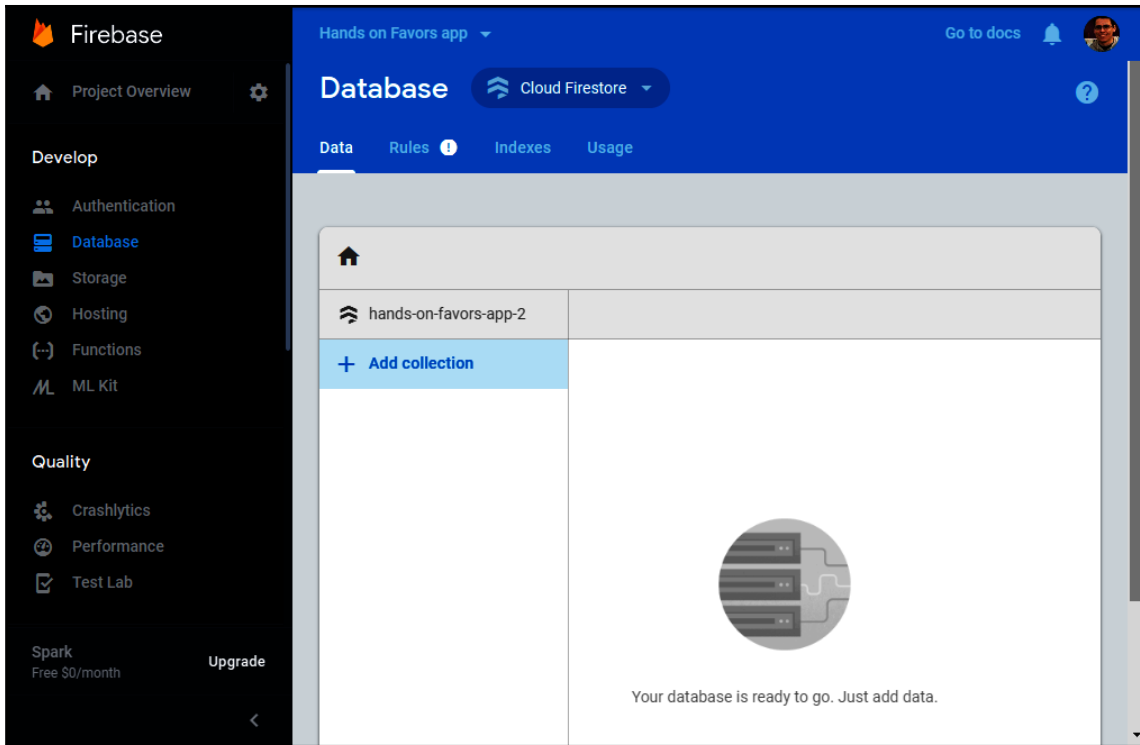 Firebase
Project Overview
Develop
Authentication
Database
Storage
Hosting
Functions
ML Kit
Quality
Crashlytics
Performance
Test Lab
Spark
Free $0/month
Upgrade
Hands on Favors app
Go to docs
Database
Cloud Firestore
Data Rules ! Indexes Usage
hands-on-favors-app-2
+ Add collection
Your database is ready to go. Just add data.